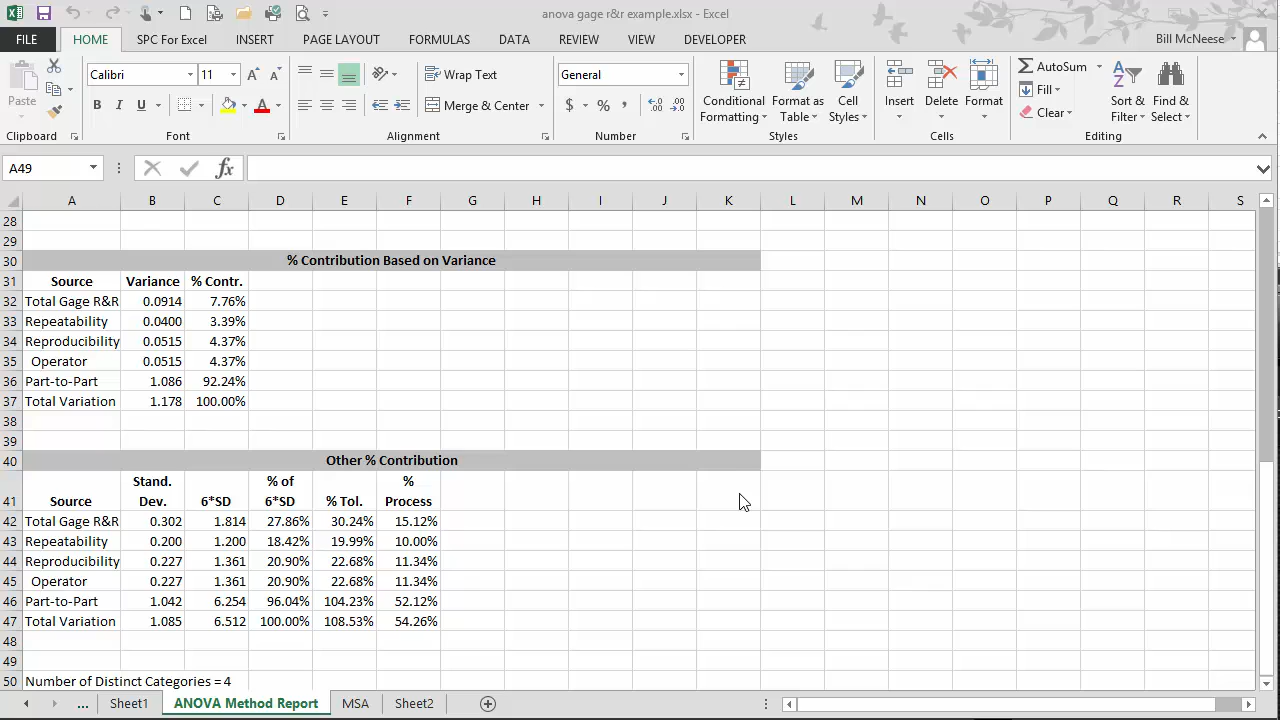 anova gage r&r example.xlsx - Excel
FILE HOME SPC For Excel INSERT PAGE LAYOUT FORMULAS DATA REVIEW VIEW DEVELOPER Bill McNeese
Paste
Calibri 11
B I U
Wrap Text
Merge & Center
General
$ % ,
Conditional Formatting
Format as Table
Cell Styles
Insert Delete Format
AutoSum
Fill
Clear
Sort & Filter
Find & Select
Clipboard Font Alignment Number Styles Cells Editing
A49 fx
A B C D E F G H I J K L M N O P Q R S
28
29
30 % Contribution Based on Variance
31 Source Variance % Contr.
32 Total Gage R&R 0.0914 7.76%
33 Repeatability 0.0400 3.39%
34 Reproducibility 0.0515 4.37%
35 Operator 0.0515 4.37%
36 Part-to-Part 1.086 92.24%
37 Total Variation 1.178 100.00%
38
39
40 Other % Contribution
41 Source Stand. Dev. 6*SD % of 6*SD % Tol. % Process
42 Total Gage R&R 0.302 1.814 27.86% 30.24% 15.12%
43 Repeatability 0.200 1.200 18.42% 19.99% 10.00%
44 Reproducibility 0.227 1.361 20.90% 22.68% 11.34%
45 Operator 0.227 1.361 20.90% 22.68% 11.34%
46 Part-to-Part 1.042 6.254 96.04% 104.23% 52.12%
47 Total Variation 1.085 6.512 100.00% 108.53% 54.26%
48
49
50 Number of Distinct Categories = 4
... Sheet1 ANOVA Method Report MSA Sheet2